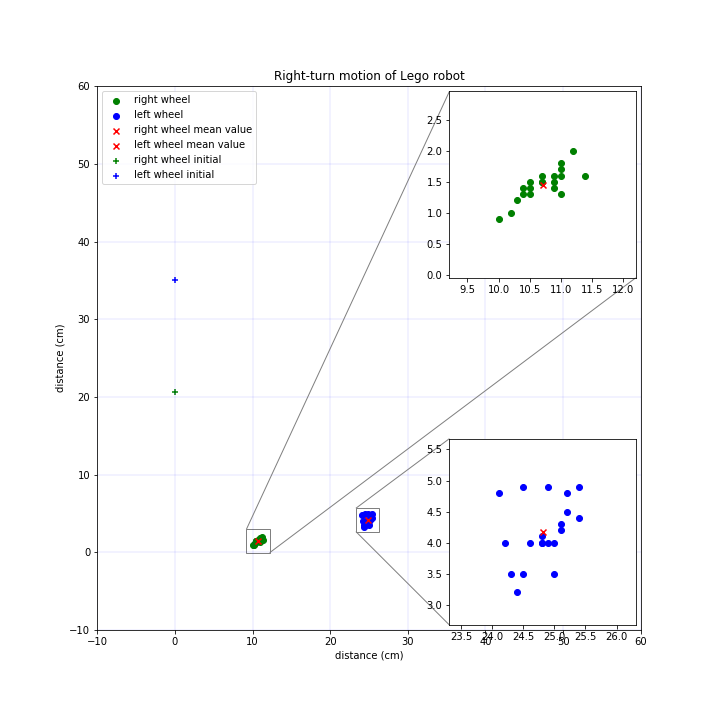 Right-turn motion of Lego robot
right wheel
left wheel
right wheel mean value
left wheel mean value
right wheel initial
left wheel initial
60
50
40
30
20
10
0
−10
distance (cm)
2.5
2.0
1.5
1.0
0.5
0.0
9.5 10.0 10.5 11.0 11.5 12.0
5.5
5.0
4.5
4.0
3.5
3.0
23.5 24.0 24.5 25.0 25.5 26.0
−10 0 10 20 30 40 50 60
distance (cm)